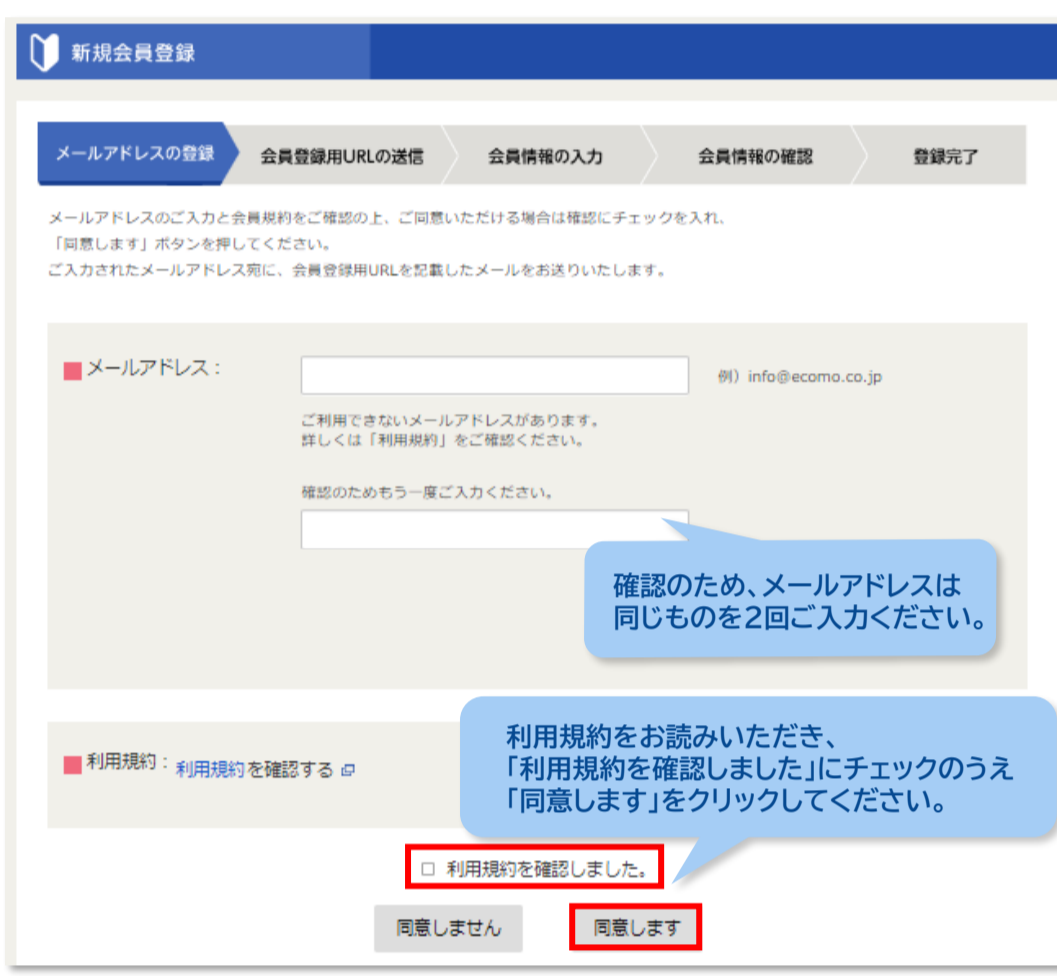 新規会員登録
メールアドレスの登録
会員登録用URLの送信
会員情報の入力
会員情報の確認
登録完了
メールアドレスのご入力と会員規約をご確認の上、ご同意いただける場合は確認にチェックを入れ、
「同意します」ボタンを押してください。
ご入力されたメールアドレス宛に、会員登録用URLを記載したメールをお送りいたします。
メールアドレス：
例）info@ecomo.co.jp
ご利用できないメールアドレスがあります。
詳しくは「利用規約」をご確認ください。
確認のためもう一度ご入力ください。
確認のため、メールアドレスは
同じものを2回ご入力ください。
利用規約：利用規約を確認する
利用規約をお読みいただき、
「利用規約を確認しました」にチェックのうえ
「同意します」をクリックしてください。
利用規約を確認しました。
同意しません
同意します